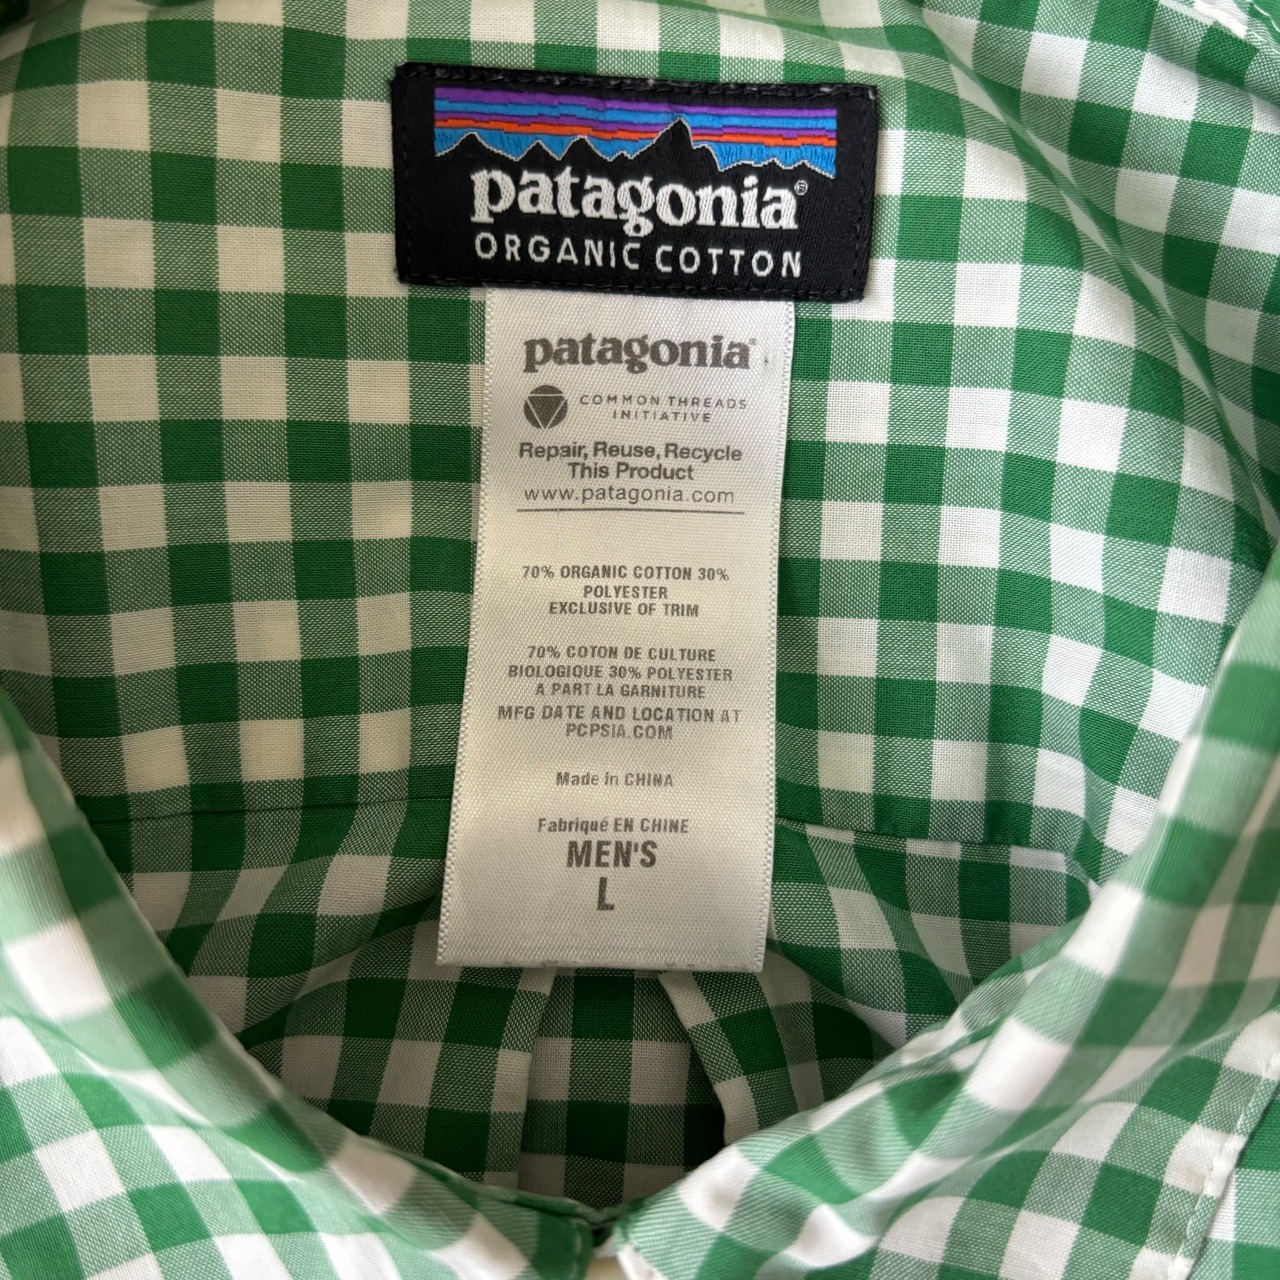 patagonia®
ORGANIC COTTON
patagonia®
COMMON THREADS
INITIATIVE
Repair, Reuse, Recycle
This Product
www.patagonia.com
70% ORGANIC COTTON 30%
POLYESTER
EXCLUSIVE OF TRIM
70% COTON DE CULTURE
BIOLOGIQUE 30% POLYESTER
A PART LA GARNITURE
MFG DATE AND LOCATION AT
PCPSIA.COM
Made in CHINA
Fabriqué EN CHINE
MEN'S
L